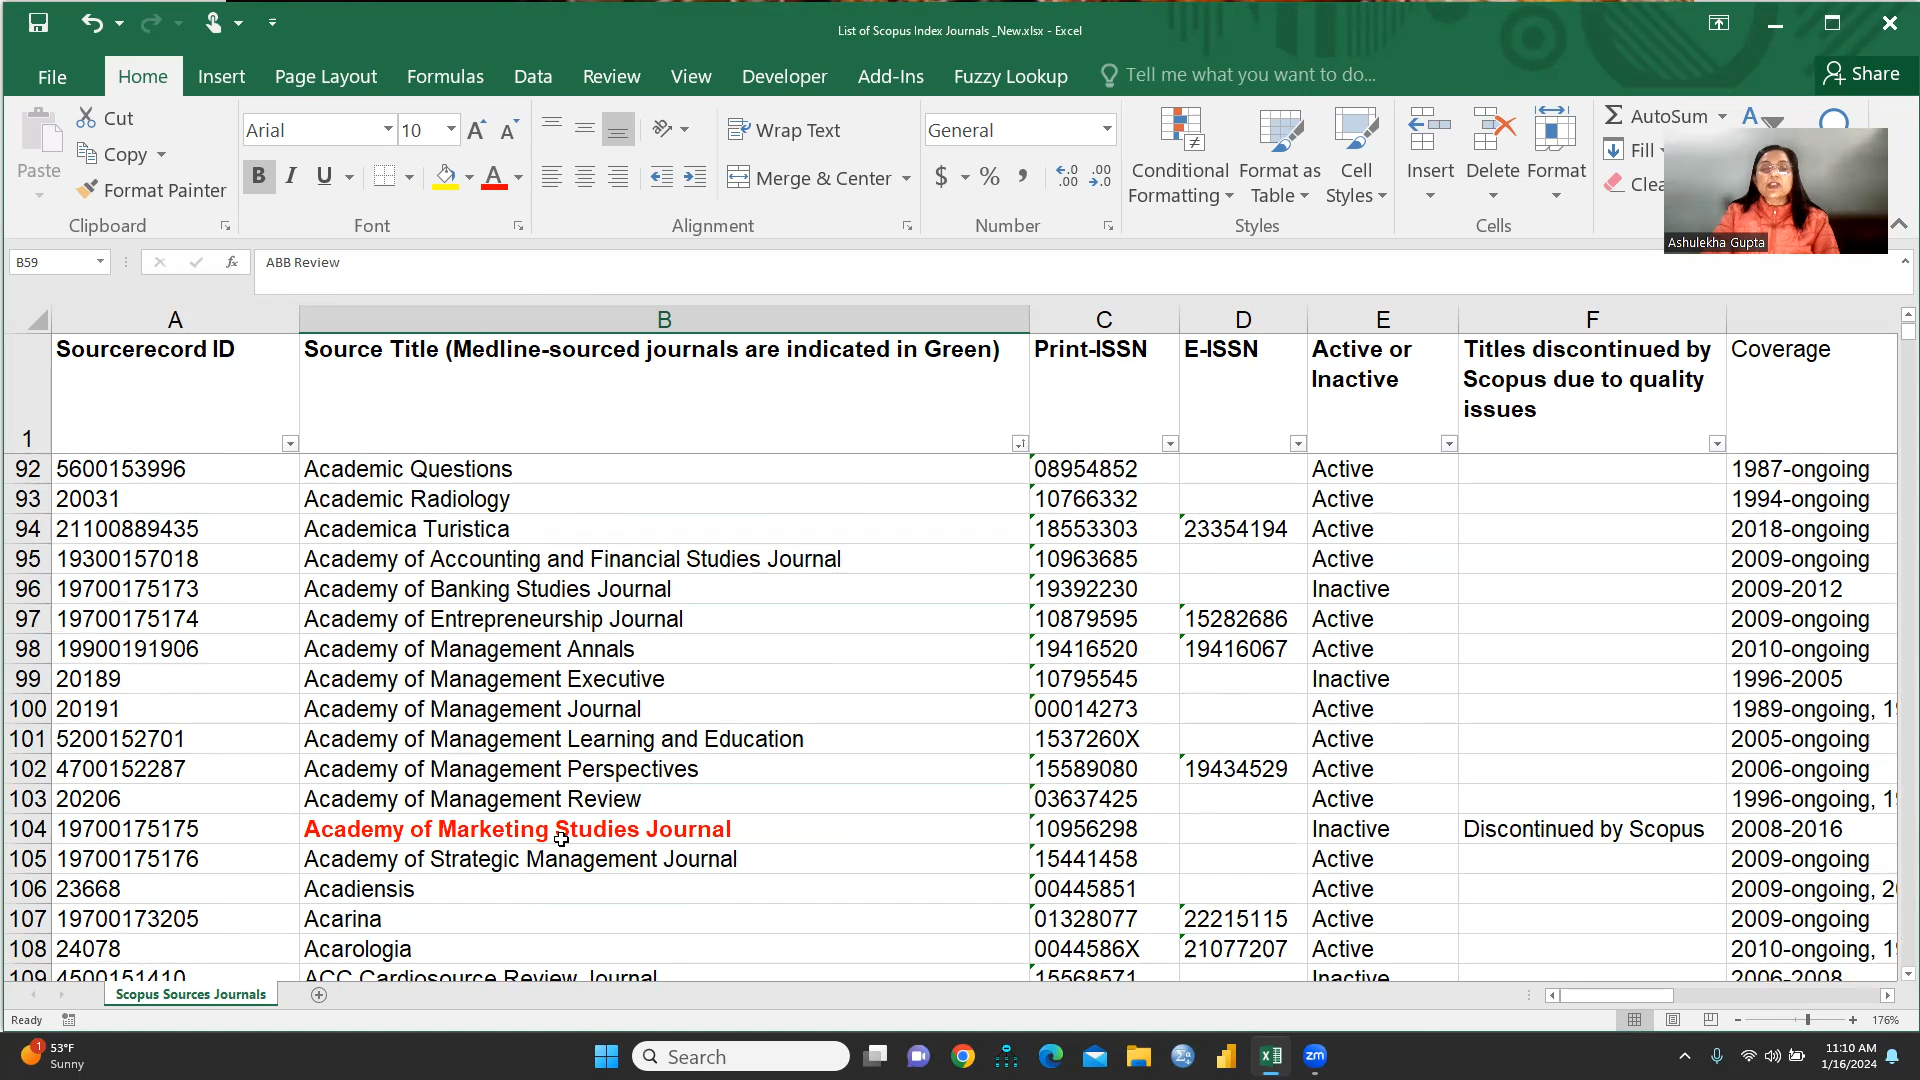 List of Scopus Index Journals _New.xlsx - Excel
File Home Insert Page Layout Formulas Data Review View Developer Add-Ins Fuzzy Lookup Tell me what you want to do... Share
Paste Cut Copy Format Painter
Clipboard
Arial 10
B I U A
Font
Wrap Text
Merge & Center
Alignment
General
$ % , .00 .0
Number
Conditional Formatting Format as Table Cell Styles
Styles
Insert Delete Format
Cells
AutoSum
Fill
Clea
Ashulekha Gupta
B59 fx ABB Review
A B C D E F
1 Sourcerecord ID Source Title (Medline-sourced journals are indicated in Green) Print-ISSN E-ISSN Active or Inactive Titles discontinued by Scopus due to quality issues Coverage
92 5600153996 Academic Questions 08954852 Active 1987-ongoing
93 20031 Academic Radiology 10766332 Active 1994-ongoing
94 21100889435 Academica Turistica 18553303 23354194 Active 2018-ongoing
95 19300157018 Academy of Accounting and Financial Studies Journal 10963685 Active 2009-ongoing
96 19700175173 Academy of Banking Studies Journal 19392230 Inactive 2009-2012
97 19700175174 Academy of Entrepreneurship Journal 10879595 15282686 Active 2009-ongoing
98 19900191906 Academy of Management Annals 19416520 19416067 Active 2010-ongoing
99 20189 Academy of Management Executive 10795545 Inactive 1996-2005
100 20191 Academy of Management Journal 00014273 Active 1989-ongoing, 19
101 5200152701 Academy of Management Learning and Education 1537260X Active 2005-ongoing
102 4700152287 Academy of Management Perspectives 15589080 19434529 Active 2006-ongoing
103 20206 Academy of Management Review 03637425 Active 1996-ongoing, 19
104 19700175175 Academy of Marketing Studies Journal 10956298 Inactive Discontinued by Scopus 2008-2016
105 19700175176 Academy of Strategic Management Journal 15441458 Active 2009-ongoing
106 23668 Acadiensis 00445851 Active 2009-ongoing, 20
107 19700173205 Acarina 01328077 22215115 Active 2009-ongoing
108 24078 Acarologia 0044586X 21077207 Active 2010-ongoing, 19
109 4500151410 ACC Cardiosource Review Journal 15568571 Inactive 2006-2008
Scopus Sources Journals
Ready 176%
1 53°F
Sunny
Search
zm
11:10 AM
1/16/2024